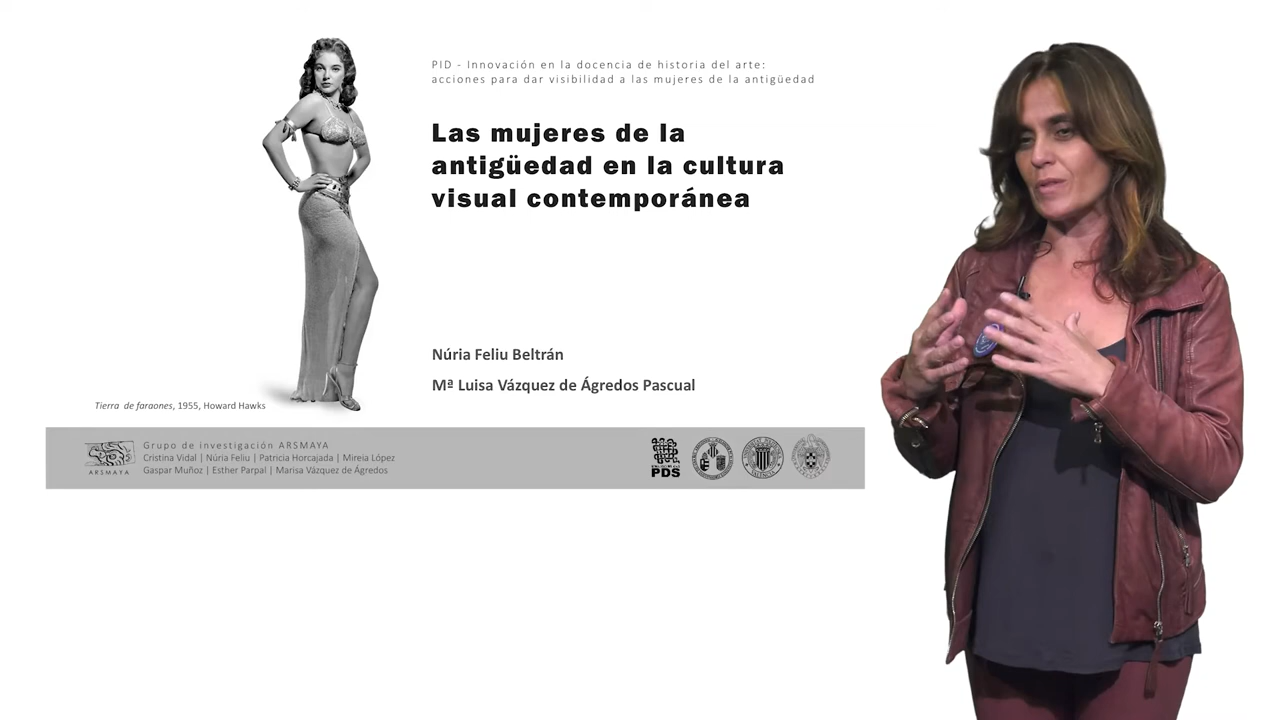 PID - Innovación en la docencia de historia del arte:
acciones para dar visibilidad a las mujeres de la antigüedad
Las mujeres de la
antigüedad en la cultura
visual contemporánea
Núria Feliu Beltrán
Mª Luisa Vázquez de Ágredos Pascual
Tierra de faraones, 1955, Howard Hawks
Grupo de investigación ARSMAYA
Cristina Vidal | Núria Feliu | Patricia Horcajada | Mireia López
Gaspar Muñoz | Esther Parpal | Marisa Vázquez de Ágredos
ARSMAYA
PDS